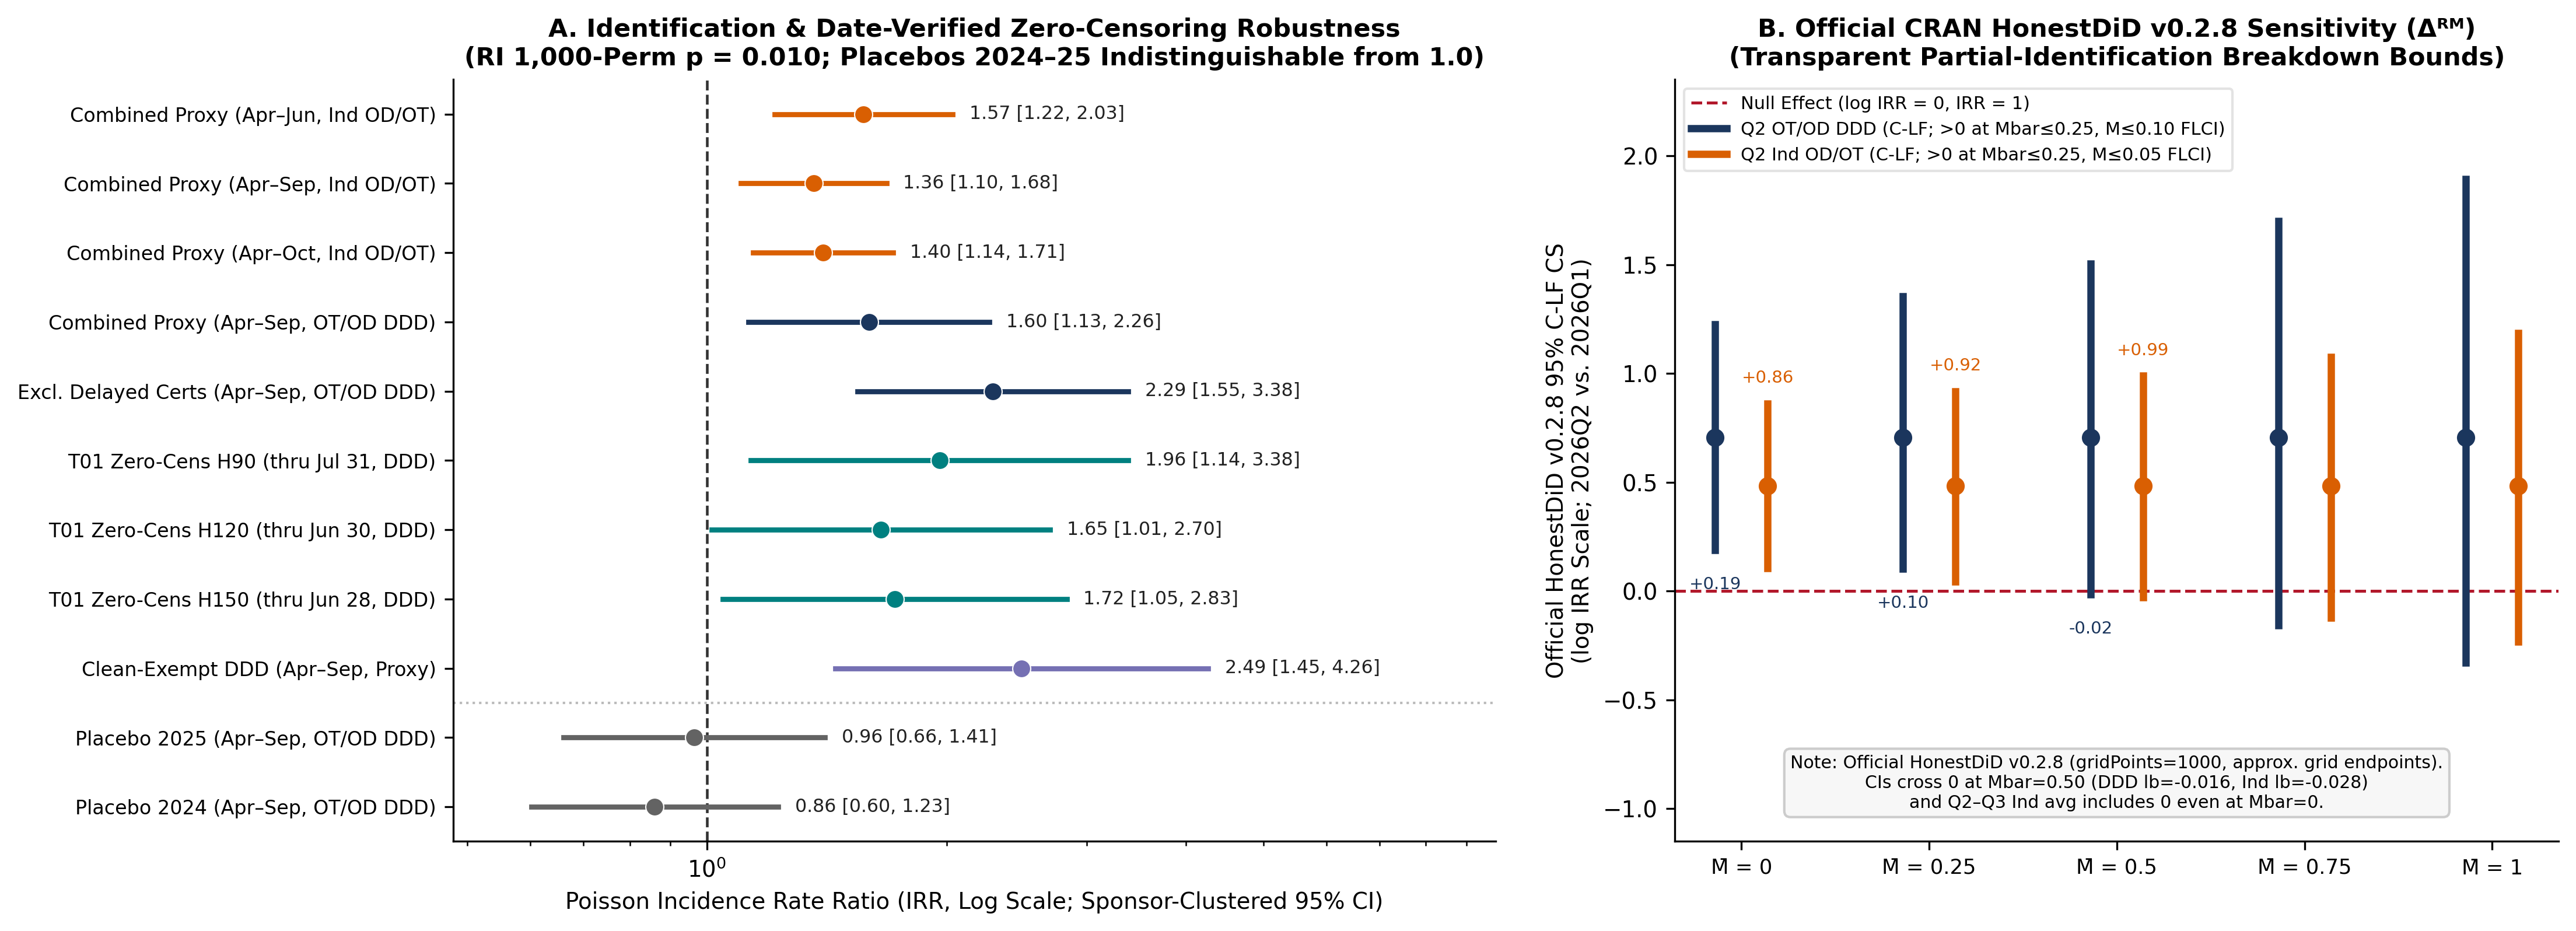 A. Identification & Date-Verified Zero-Censoring Robustness
(RI 1,000-Perm p = 0.010; Placebos 2024–25 Indistinguishable from 1.0)
Combined Proxy (Apr–Jun, Ind OD/OT)
1.57 [1.22, 2.03]
Combined Proxy (Apr–Sep, Ind OD/OT)
1.36 [1.10, 1.68]
Combined Proxy (Apr–Oct, Ind OD/OT)
1.40 [1.14, 1.71]
Combined Proxy (Apr–Sep, OT/OD DDD)
1.60 [1.13, 2.26]
Excl. Delayed Certs (Apr–Sep, OT/OD DDD)
2.29 [1.55, 3.38]
T01 Zero-Cens H90 (thru Jul 31, DDD)
1.96 [1.14, 3.38]
T01 Zero-Cens H120 (thru Jun 30, DDD)
1.65 [1.01, 2.70]
T01 Zero-Cens H150 (thru Jun 28, DDD)
1.72 [1.05, 2.83]
Clean-Exempt DDD (Apr–Sep, Proxy)
2.49 [1.45, 4.26]
Placebo 2025 (Apr–Sep, OT/OD DDD)
0.96 [0.66, 1.41]
Placebo 2024 (Apr–Sep, OT/OD DDD)
0.86 [0.60, 1.23]
10⁰
Poisson Incidence Rate Ratio (IRR, Log Scale; Sponsor-Clustered 95% CI)
B. Official CRAN HonestDiD v0.2.8 Sensitivity (Δᴿᴹ)
(Transparent Partial-Identification Breakdown Bounds)
Official HonestDiD v0.2.8 95% C-LF CS
(log IRR Scale; 2026Q2 vs. 2026Q1)
Null Effect (log IRR = 0, IRR = 1)
Q2 OT/OD DDD (C-LF; >0 at Mbar≤0.25, M≤0.10 FLCI)
Q2 Ind OD/OT (C-LF; >0 at Mbar≤0.25, M≤0.05 FLCI)
2.0
1.5
1.0
0.5
0.0
−0.5
−1.0
+0.86
+0.92
+0.99
+0.19
+0.10
-0.02
Note: Official HonestDiD v0.2.8 (gridPoints=1000, approx. grid endpoints).
CIs cross 0 at Mbar=0.50 (DDD lb=-0.016, Ind lb=-0.028)
and Q2–Q3 Ind avg includes 0 even at Mbar=0.
M̄ = 0
M̄ = 0.25
M̄ = 0.5
M̄ = 0.75
M̄ = 1